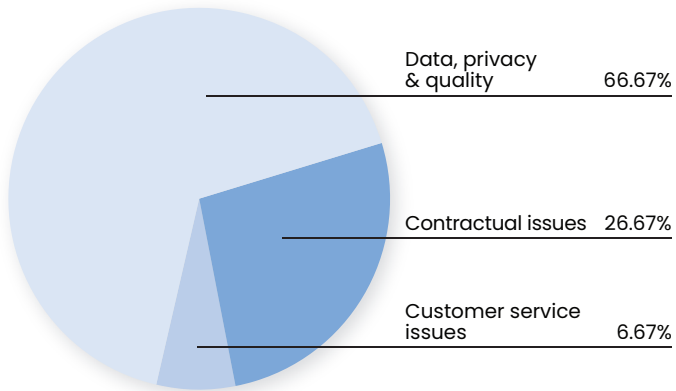 Data, privacy
& quality 66.67%
Contractual issues 26.67%
Customer service
issues 6.67%